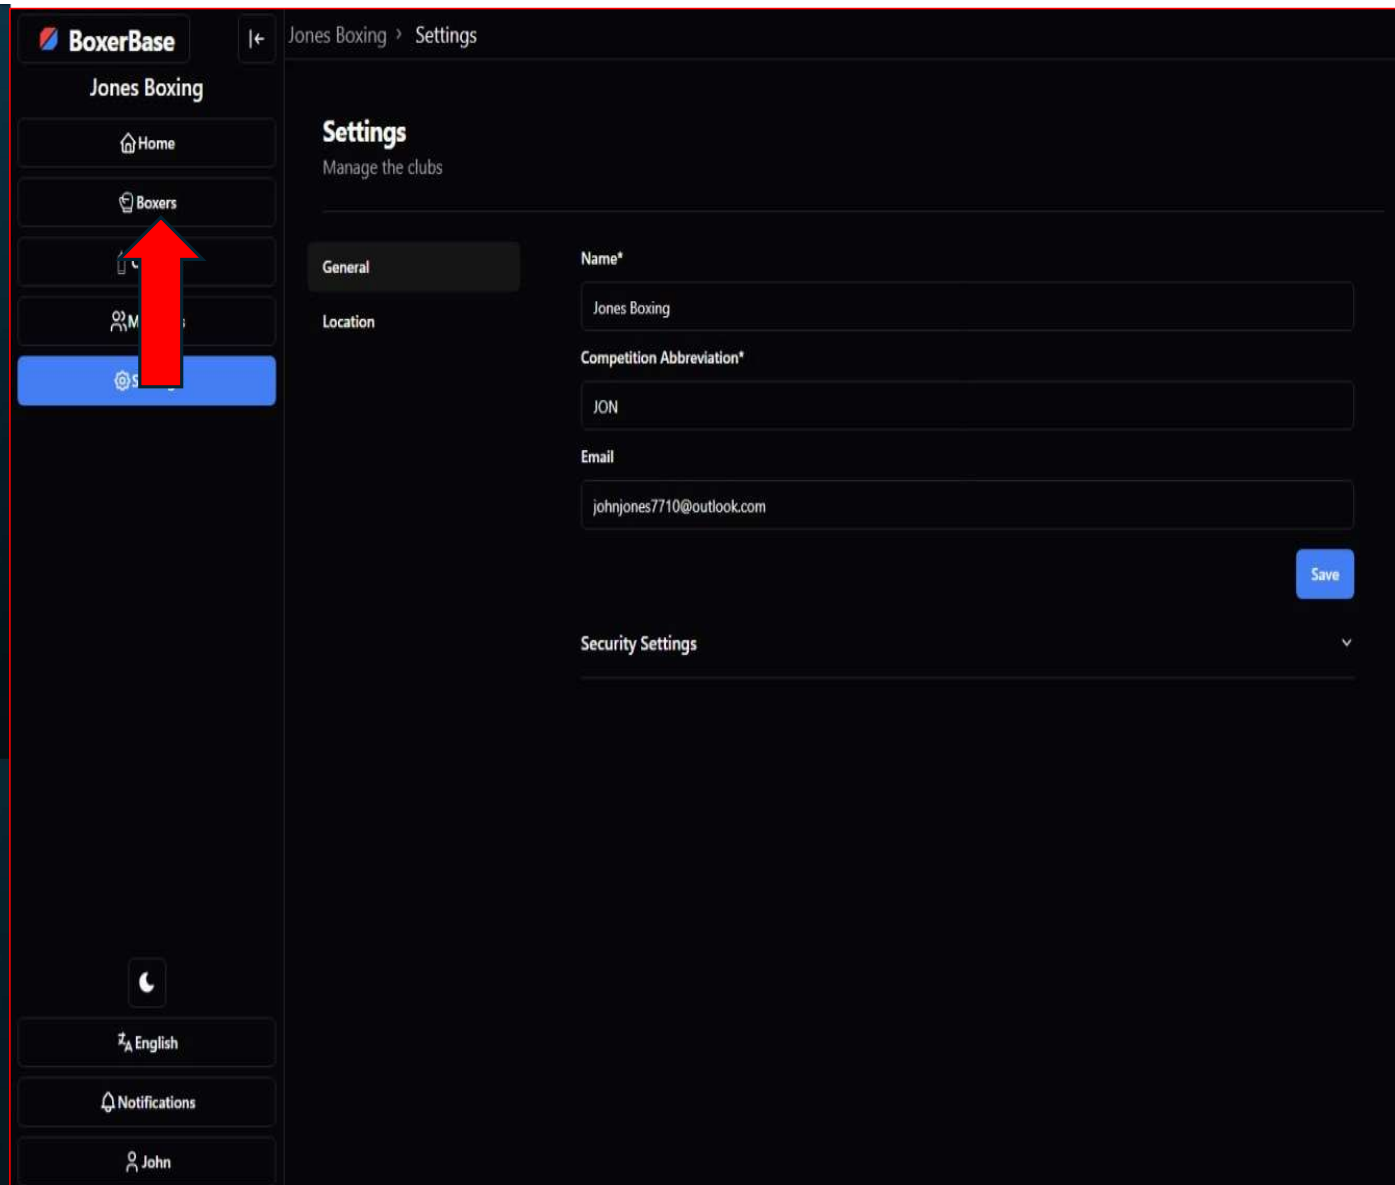 BoxerBase
Jones Boxing › Settings
Jones Boxing
Home
Boxers
Settings
Manage the clubs
General
Location
Name*
Jones Boxing
Competition Abbreviation*
JON
Email
johnjones7710@outlook.com
Save
Security Settings
English
Notifications
John